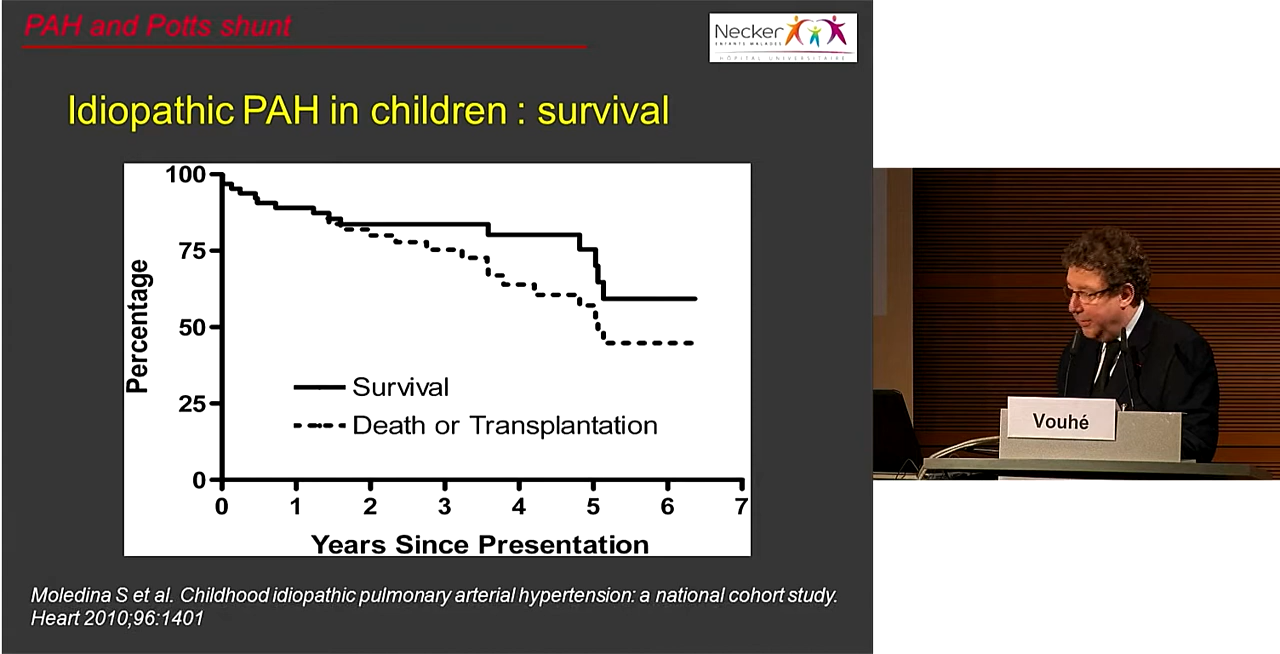 PAH and Potts shunt
Necker
ENFANTS MALADES
HÔPITAL UNIVERSITAIRE
Idiopathic PAH in children : survival
100
75
50
25
0
Percentage
Survival
Death or Transplantation
0 1 2 3 4 5 6 7
Years Since Presentation
Moledina S et al. Childhood idiopathic pulmonary arterial hypertension: a national cohort study.
Heart 2010;96:1401
Vouhé